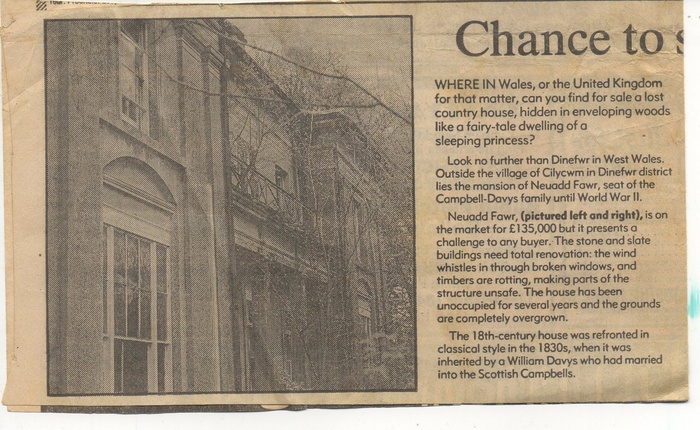 Chance to
WHERE IN Wales, or the United Kingdom
for that matter, can you find for sale a lost
country house, hidden in enveloping woods
like a fairy-tale dwelling of a
sleeping princess?
Look no further than Dinefwr in West Wales.
Outside the village of Cilycwm in Dinefwr district
lies the mansion of Neuadd Fawr, seat of the
Campbell-Davys family until World War II.
Neuadd Fawr, (pictured left and right), is on
the market for £135,000 but it presents a
challenge to any buyer. The stone and slate
buildings need total renovation: the wind
whistles in through broken windows, and
timbers are rotting, making parts of the
structure unsafe. The house has been
unoccupied for several years and the grounds
are completely overgrown.
The 18th-century house was refronted in
classical style in the 1830s, when it was
inherited by a William Davys who had married
into the Scottish Campbells.